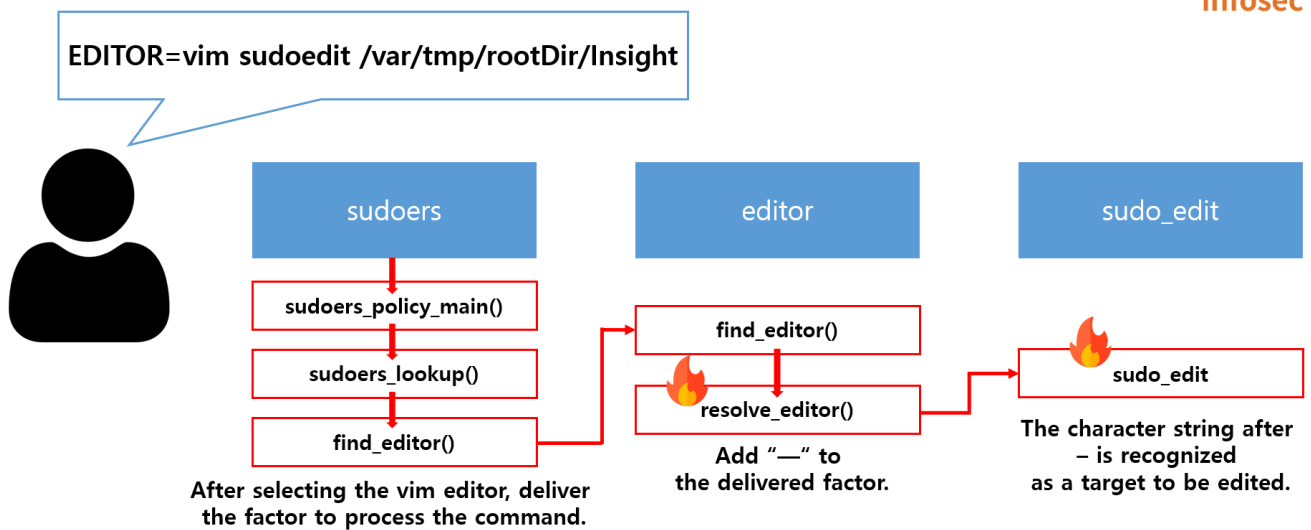 infosec
EDITOR=vim sudoedit /var/tmp/rootDir/Insight
sudoers
editor
sudo_edit
sudoers_policy_main()
sudoers_lookup()
find_editor()
After selecting the vim editor, deliver
the factor to process the command.
find_editor()
resolve_editor()
Add “—“ to
the delivered factor.
sudo_edit
The character string after
– is recognized
as a target to be edited.